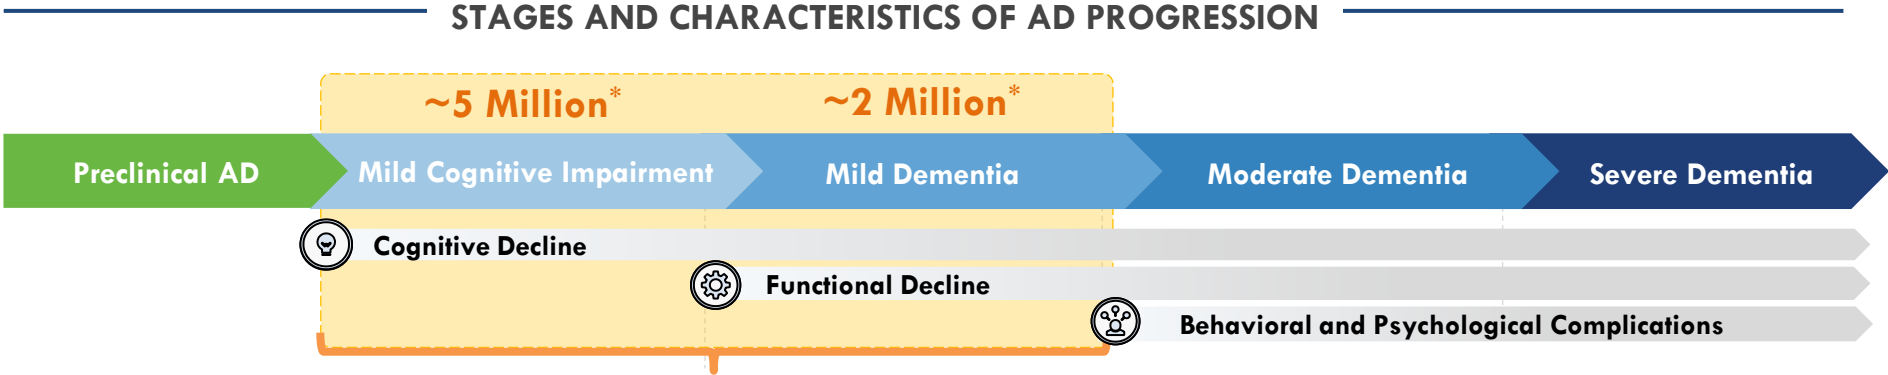 STAGES AND CHARACTERISTICS OF AD PROGRESSION
~5 Million*
~2 Million*
Preclinical AD
Mild Cognitive Impairment
Mild Dementia
Moderate Dementia
Severe Dementia
Cognitive Decline
Functional Decline
Behavioral and Psychological Complications